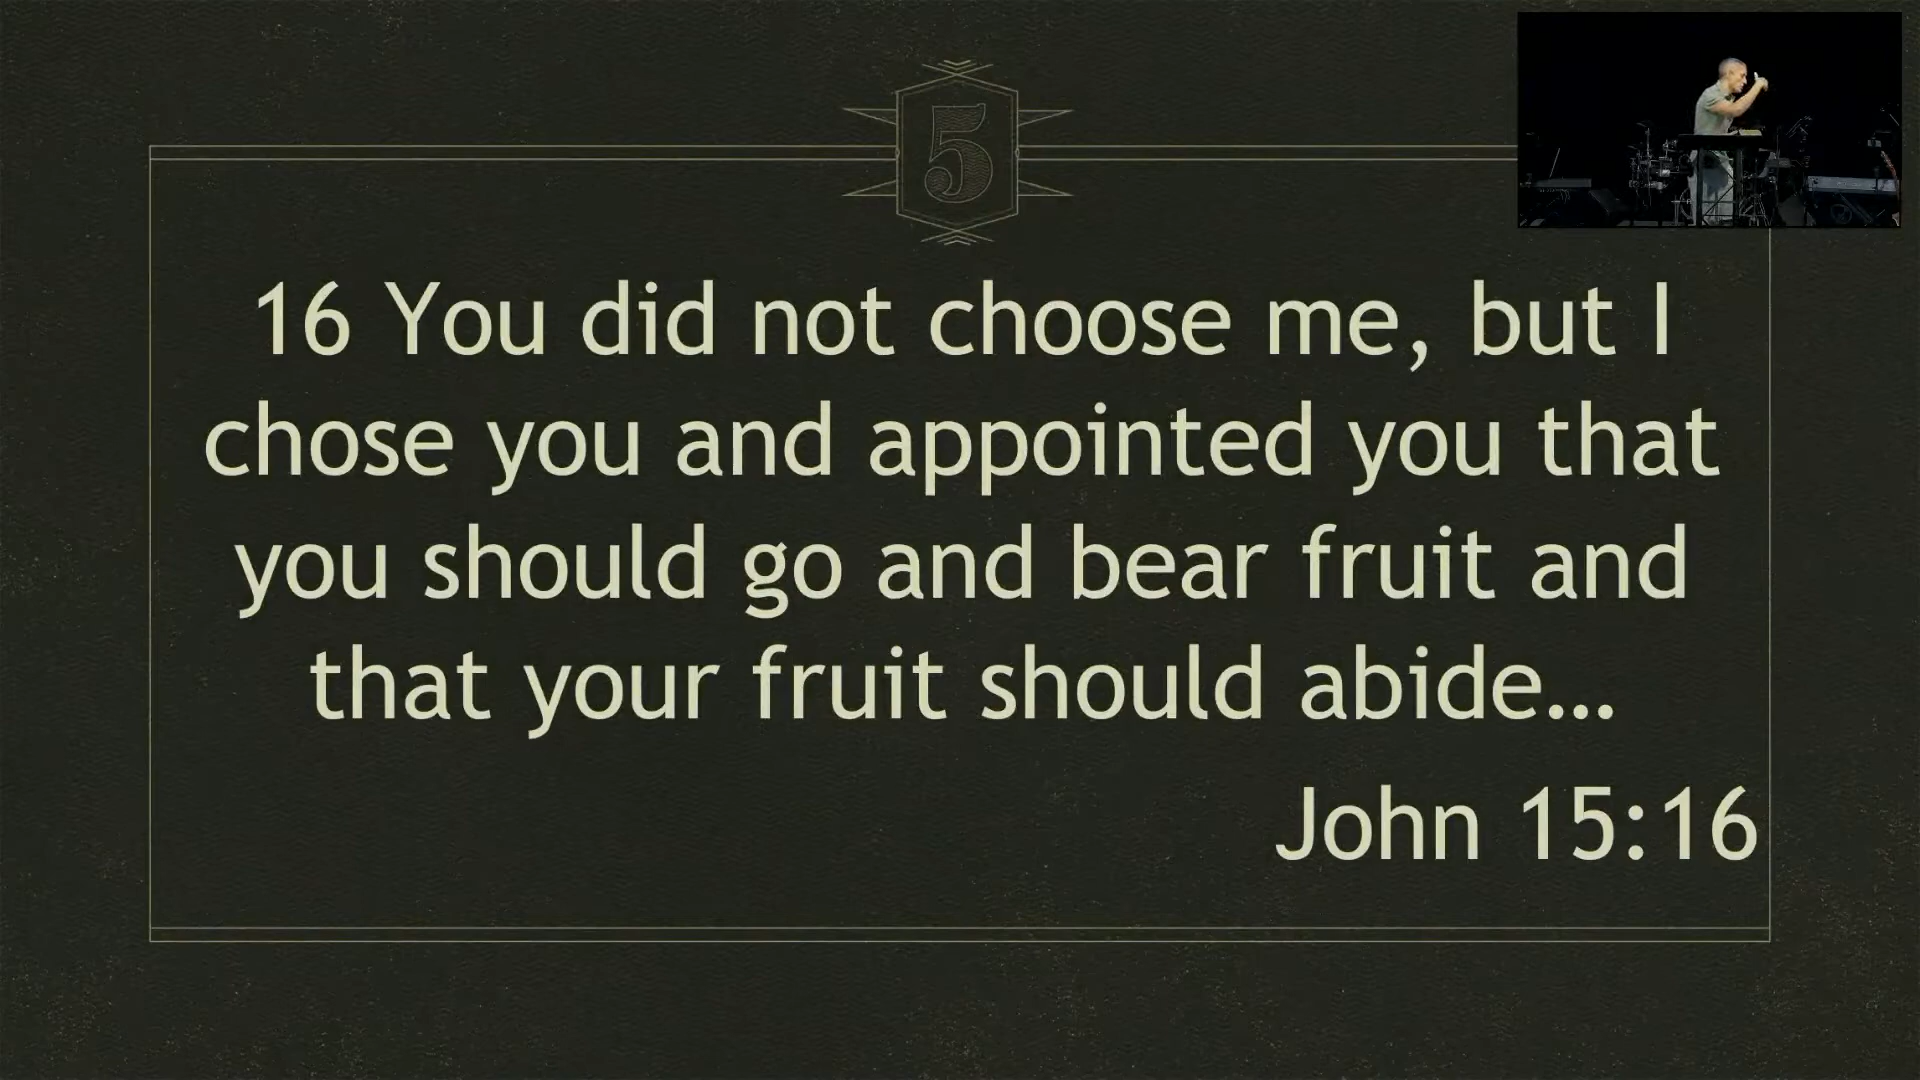 5
16 You did not choose me, but I
chose you and appointed you that
you should go and bear fruit and
that your fruit should abide…
John 15:16